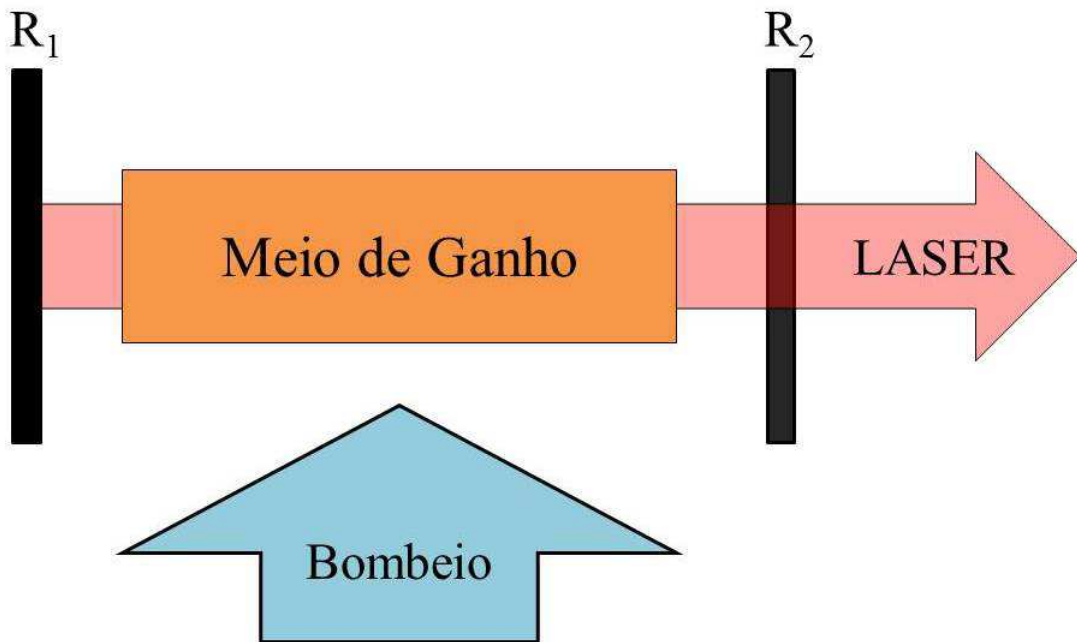 R₁
R₂
Meio de Ganho
LASER
Bombeio